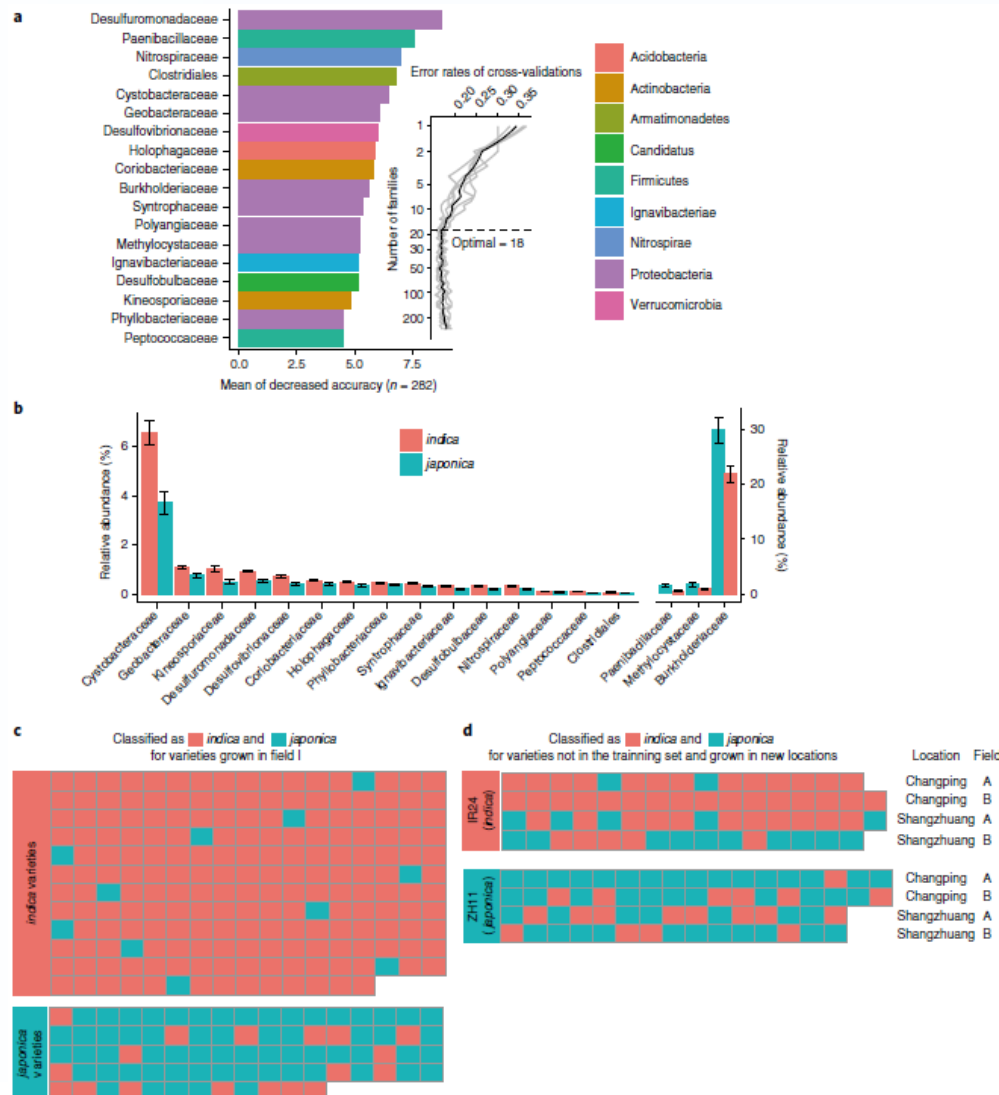 a
Desulfuromonadaceae
Paenibacillaceae
Nitrospiraceae
Clostridiales
Cystobacteraceae
Geobacteraceae
Desulfovibrionaceae
Holophagaceae
Coriobacteriaceae
Burkholderiaceae
Syntrophaceae
Polyangiaceae
Methylocystaceae
Ignavibacteriaceae
Desulfobulbaceae
Kineosporiaceae
Phyllobacteriaceae
Peptococcaceae
0.0 2.5 5.0 7.5
Mean of decreased accuracy (n = 282)
Error rates of cross-validations
0.20 0.25 0.30 0.35
Number of families
1
2
5
10
20
30
50
100
200
Optimal = 18
Acidobacteria
Actinobacteria
Armatimonadetes
Candidatus
Firmicutes
Ignavibacteriae
Nitrospirae
Proteobacteria
Verrucomicrobia
b
Relative abundance (%)
6
4
2
0
indica
japonica
30
20
10
0
Relative abundance (%)
Cystobacteraceae
Geobacteraceae
Kineosporiaceae
Desulfuromonadaceae
Desulfovibrionaceae
Coriobacteriaceae
Holophagaceae
Phyllobacteriaceae
Syntrophaceae
Ignavibacteriaceae
Desulfobulbaceae
Nitrospiraceae
Polyangiaceae
Peptococcaceae
Clostridiales
Paenibacillaceae
Methylocystaceae
Burkholderiaceae
c
Classified as indica and japonica
for varieties grown in field I
indica varieties
japonica
varieties
d
Classified as indica and japonica
for varieties not in the trainning set and grown in new locations
Location Field
IR24
(indica)
Changping A
Changping B
Shangzhuang A
Shangzhuang B
ZH11
(japonica)
Changping A
Changping B
Shangzhuang A
Shangzhuang B